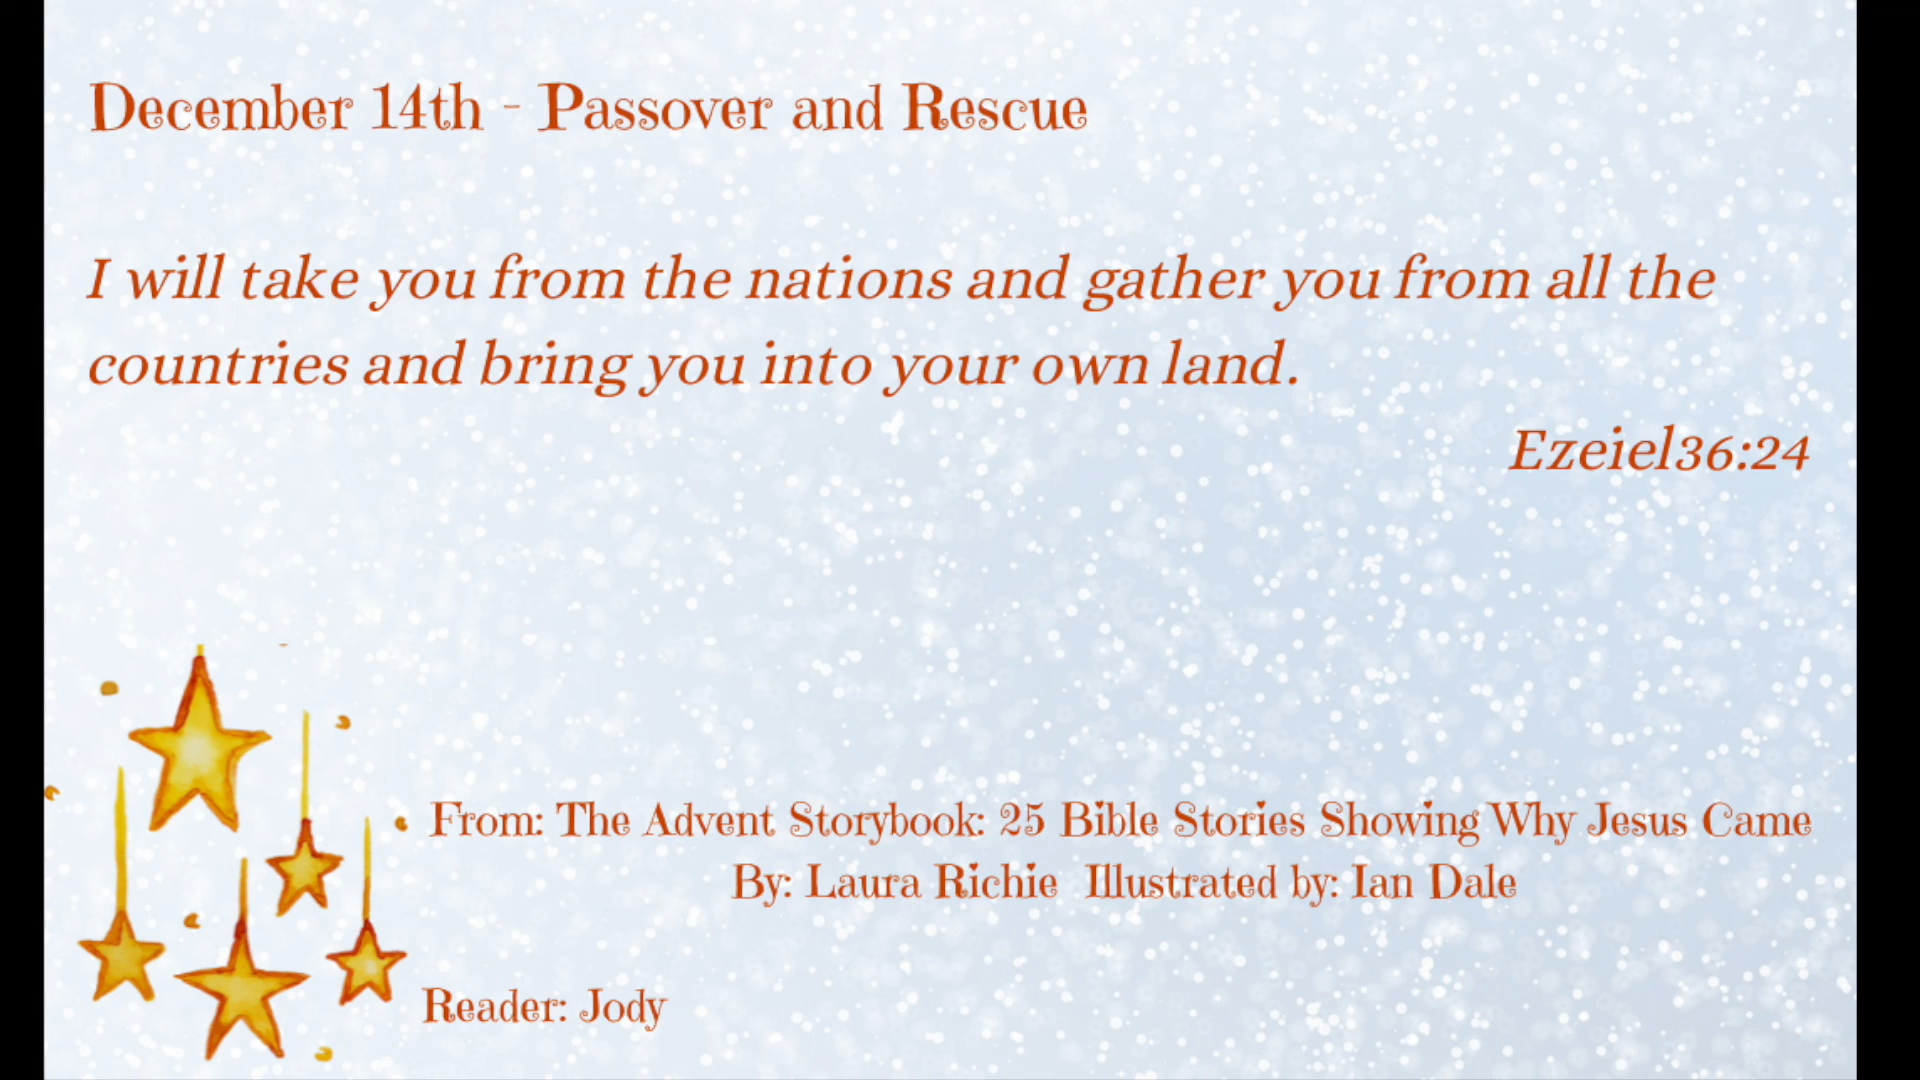 December 14th - Passover and Rescue
I will take you from the nations and gather you from all the
countries and bring you into your own land.
Ezeiel36:24
From: The Advent Storybook: 25 Bible Stories Showing Why Jesus Came
By: Laura Richie Illustrated by: Ian Dale
Reader: Jody